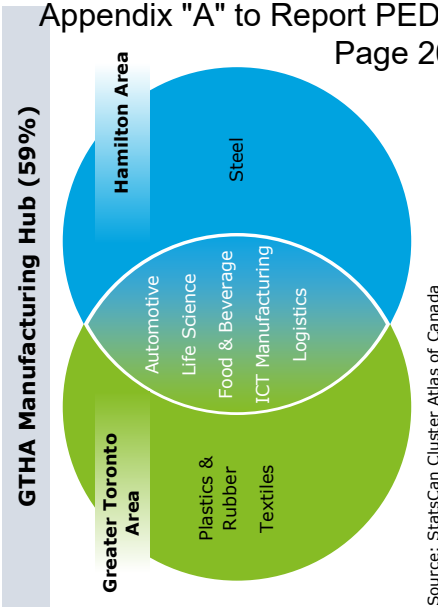 Appendix "A" to Report PED
Page 20
GTHA Manufacturing Hub (59%)
Greater Toronto
Area
Hamilton Area
Plastics &
Rubber
Textiles
Automotive
Life Science
Food & Beverage
ICT Manufacturing
Logistics
Steel
Source: StatsCan Cluster Atlas of Canada